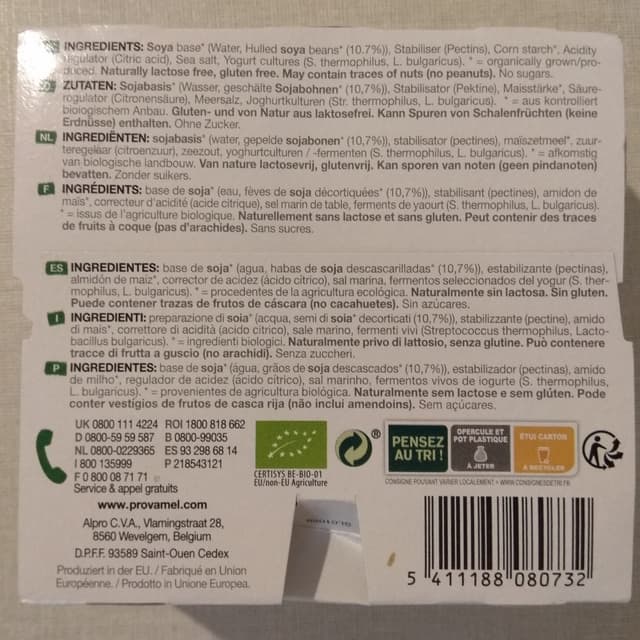 INGREDIENTS: Soya base* (Water, Hulled soya beans* (10.7%)), Stabiliser (Pectins), Corn starch*, Acidity
regulator (Citric acid), Sea salt, Yogurt cultures (S. thermophilus, L. bulgaricus). * = organically grown/pro-
duced. Naturally lactose free, gluten free. May contain traces of nuts (no peanuts). No sugars.
ZUTATEN: Sojabasis* (Wasser, geschälte Sojabohnen* (10,7%)), Stabilisator (Pektine), Maisstärke*, Säure-
regulator (Citronensäure), Meersalz, Joghurtkulturen (Str. thermophilus, L. bulgaricus). * = aus kontrolliert
biologischem Anbau. Gluten- und von Natur aus laktosefrei. Kann Spuren von Schalenfrüchten (keine
Erdnüsse) enthalten. Ohne Zucker.
NL INGREDIËNTEN: sojabasis* (water, gepelde sojabonen* (10,7%)), stabilisator (pectines), maïszetmeel*, zuur-
teregelaar (citroenzuur), zeezout, yoghurtculturen / -fermenten (S. thermophilus, L. bulgaricus). * = afkomstig
van biologische landbouw. Van nature lactosevrij, glutenvrij. Kan sporen van noten (geen pindanoten)
bevatten. Zonder suikers.
F INGRÉDIENTS: base de soja* (eau, fèves de soja décortiquées* (10,7%)), stabilisant (pectines), amidon de
maïs*, correcteur d'acidité (acide citrique), sel marin de table, ferments de yaourt (S. thermophilus, L. bulgaricus).
* = issus de l'agriculture biologique. Naturellement sans lactose et sans gluten. Peut contenir des traces
de fruits à coque (pas d'arachides). Sans sucres.
ES INGREDIENTES: base de soja* (agua, habas de soja descascarilladas* (10,7%)), estabilizante (pectinas),
almidón de maiz*, corrector de acidez (ácido cítrico), sal marina, fermentos seleccionados del yogur (S. ther-
mophilus, L. bulgaricus). * = procedentes de la agricultura ecológica. Naturalmente sin lactosa. Sin gluten.
Puede contener trazas de frutos de cáscara (no cacahuetes). Sin azúcares.
I INGREDIENTI: preparazione di soia* (acqua, semi di soia* decorticati (10,7%)), stabilizzante (pectine), amido
di mais*, correttore di acidità (acido citrico), sale marino, fermenti vivi (Streptococcus thermophilus, Lacto-
bacillus bulgaricus). * = ingredienti biologici. Naturalmente privo di lattosio, senza glutine. Può contenere
tracce di frutta a guscio (no arachidi). Senza zuccheri.
P INGREDIENTES: base de soja* (água, grãos de soja descascados* (10,7%)), estabilizador (pectinas), amido
de milho*, regulador de acidez (ácido cítrico), sal marinho, fermentos vivos de iogurte (S. thermophilus,
L. bulgaricus). * = provenientes de agricultura biológica. Naturalmente sem lactose e sem glúten. Pode
conter vestígios de frutos de casca rija (não inclui amendoins). Sem açúcares.
UK 0800 111 4224 ROI 1800 818 662
D 0800-59 59 587 B 0800-99035
NL 0800-0229365 ES 93 298 68 14
I 800 135999 P 218543121
F 0 800 08 71 71
Service & appel gratuits
www.provamel.com
Alpro C.V.A., Vlamingstraat 28,
8560 Wevelgem, Belgium
D.P.F.F. 93589 Saint-Ouen Cedex
Produziert in der EU. / Fabriqué en Union
Européenne. / Prodotto in Unione Europea.
CERTISYS BE-BIO-01
EU/non-EU Agriculture
®
PENSEZ
AU TRI !
OPERCULE ET
POT PLASTIQUE
À JETER
ÉTUI CARTON
À RECYCLER
CONSIGNE POUVANT VARIER LOCALEMENT • WWW.CONSIGNESDETRI.FR
5 411188 080732